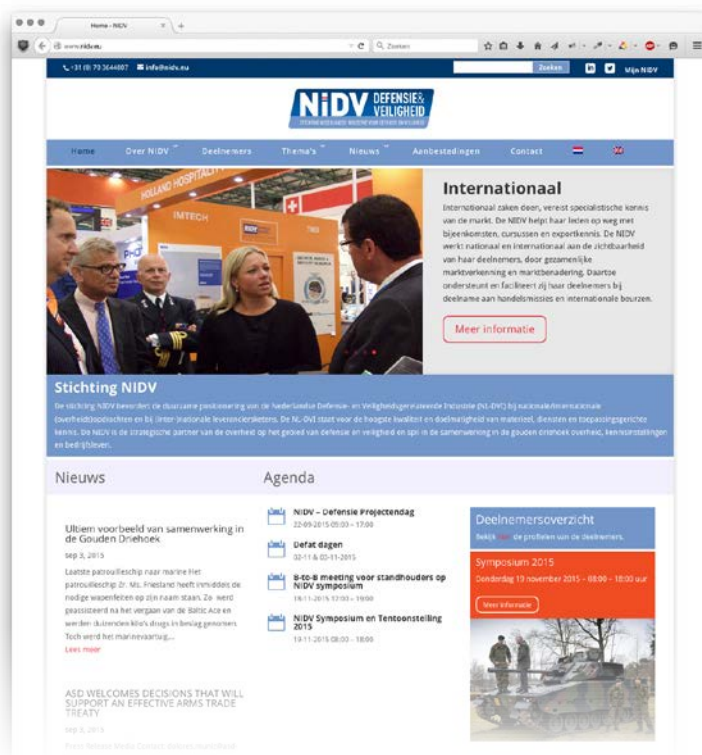 Home - NIDV
www.nidv.eu
Zoeken
+31 (0) 70 3644807 info@nidv.eu
Zoeken
Mijn NIDV
NiDV DEFENSIE& VEILIGHEID
Home Over NIDV Deelnemers Thema's Nieuws Aanbestedingen Contact
HOLLAND HOSPITALITY
IMTECH
Internationaal
Internationaal zaken doen, vereist specialistische kennis
van de markt. De NIDV helpt haar leden op weg met
bijeenkomsten, cursussen en exportkennis. De NIDV
werkt nationaal en internationaal aan de zichtbaarheid
van haar deelnemers, door gezamenlijke
marktverkenning en marktbenadering. Daartoe
ondersteunt en faciliteert zij haar deelnemers bij
deelname aan handelsmissies en internationale beurzen.
Meer informatie
Stichting NIDV
De stichting NIDV bevordert de duurzame positionering van de Nederlandse Defensie- en Veiligheidsgerelateerde Industrie (NL-DVI) bij nationale/internationale
(overheids)opdrachten en bij (inter-)nationale leveranciersketens. De NL-DVI staat voor de hoogste kwaliteit en doelmatigheid van materieel, diensten en toepassingsgerichte
kennis. De NIDV is de strategische partner van de overheid op het gebied van defensie en veiligheid en spil in de samenwerking in de gouden driehoek overheid, kennisinstellingen
en bedrijfsleven.
Nieuws
Ultiem voorbeeld van samenwerking in
de Gouden Driehoek
sep 3, 2015
Laatste patrouilleschip naar marine Het
patrouilleschip Zr. Ms. Friesland heeft inmiddels de
nodige wapenfeiten op zijn naam staan. Zo werd
geassisteerd na het vergaan van de Baltic Ace en
werden duizenden kilo's drugs in beslag genomen.
Toch werd het marinevaartuig,...
Lees meer
ASD WELCOMES DECISIONS THAT WILL
SUPPORT AN EFFECTIVE ARMS TRADE
TREATY
sep 3, 2015
Agenda
NIDV – Defensie Projectendag
22-09-2015 09:00 – 17:00
Defat dagen
02-11 & 03-11-2015
B-to-B meeting voor standhouders op
NIDV symposium
NIDV Symposium en Tentoonstelling
2015
19-11-2015 08:00 – 18:00
Deelnemersoverzicht
Bekijk hier de profielen van de deelnemers.
Symposium 2015
Donderdag 19 november 2015 – 08:00 – 18:00 uur
Meer informatie